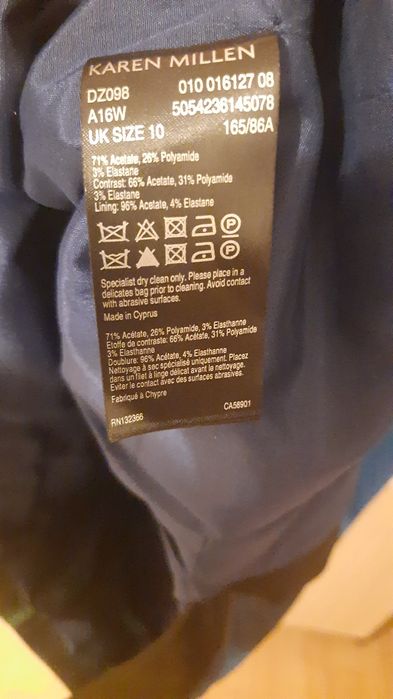 KAREN MILLEN
DZ098 010 016127 08
A16W 5054236145078
UK SIZE 10 165/86A
71% Acetate, 26% Polyamide
3% Elastane
Contrast: 66% Acetate, 31% Polyamide
3% Elastane
Lining: 96% Acetate, 4% Elastane
Specialist dry clean only. Please place in a
delicates bag prior to cleaning. Avoid contact
with abrasive surfaces.
Made in Cyprus
71% Acétate, 26% Polyamide, 3% Elasthanne
Etoffe de contraste: 66% Acétate, 31% Polyamide
3% Elasthanne
Doublure: 96% Acétate, 4% Elasthanne
Nettoyage à sec spécialisé uniquement. Placez
dans un filet à linge délicat avant le nettoyage.
Eviter le contact avec des surfaces abrasives.
Fabriqué à Chypre
RN132366 CA58901